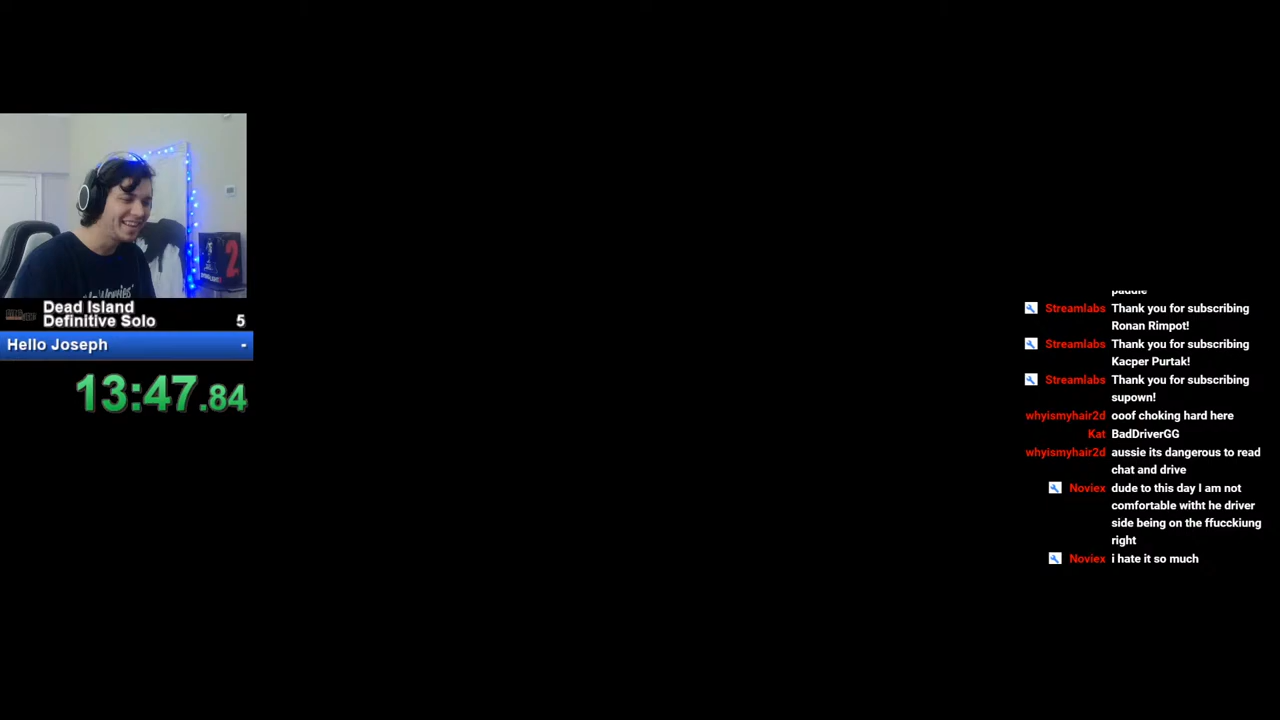 Dead Island
Definitive Solo 5
Hello Joseph -
13:47.84
2
paddle
Streamlabs Thank you for subscribing
Ronan Rimpot!
Streamlabs Thank you for subscribing
Kacper Purtak!
Streamlabs Thank you for subscribing
supown!
whyismyhair2d ooof choking hard here
Kat BadDriverGG
whyismyhair2d aussie its dangerous to read
chat and drive
Noviex dude to this day I am not
comfortable witht he driver
side being on the ffucckiung
right
Noviex i hate it so much